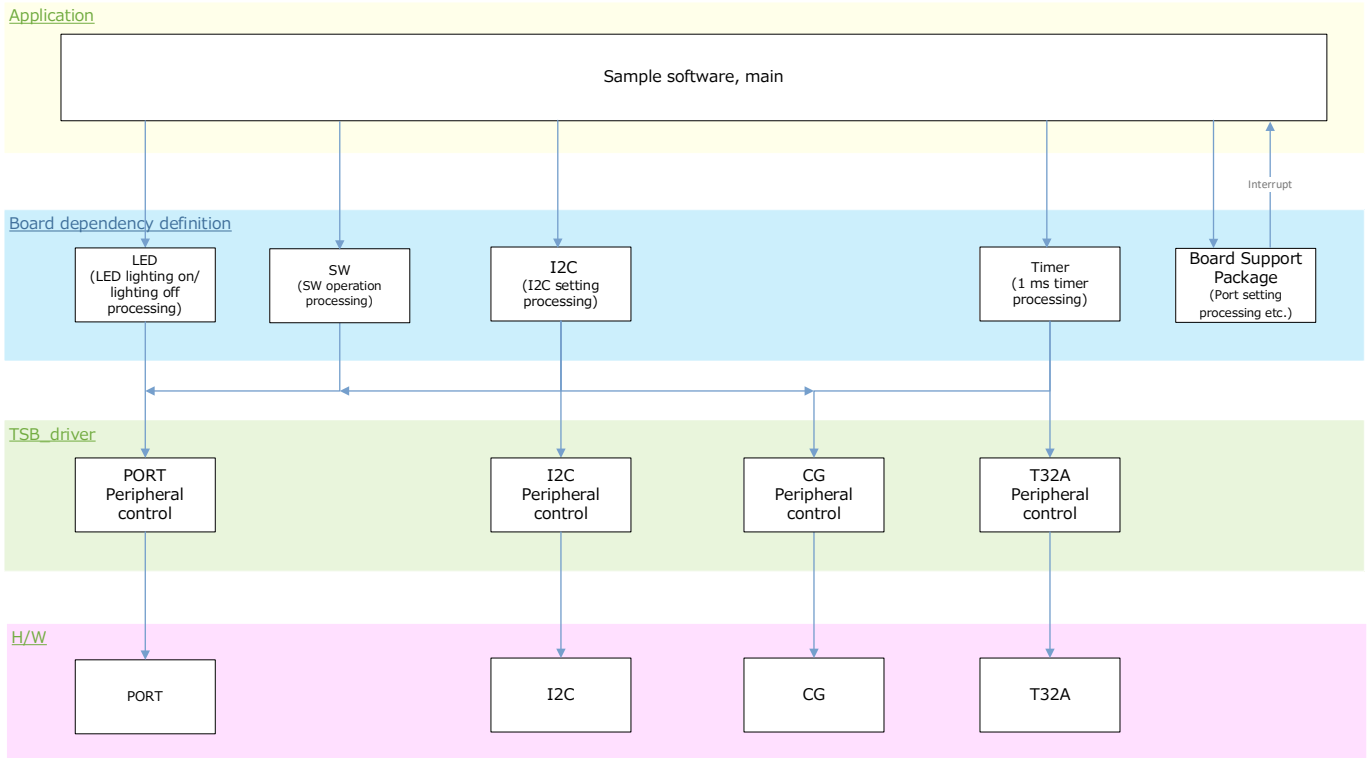 Application
Sample software, main
Interrupt
Board dependency definition
LED
(LED lighting on/
lighting off
processing)
SW
(SW operation
processing)
I2C
(I2C setting
processing)
Timer
(1 ms timer
processing)
Board Support
Package
(Port setting
processing etc.)
TSB_driver
PORT
Peripheral
control
I2C
Peripheral
control
CG
Peripheral
control
T32A
Peripheral
control
H/W
PORT
I2C
CG
T32A